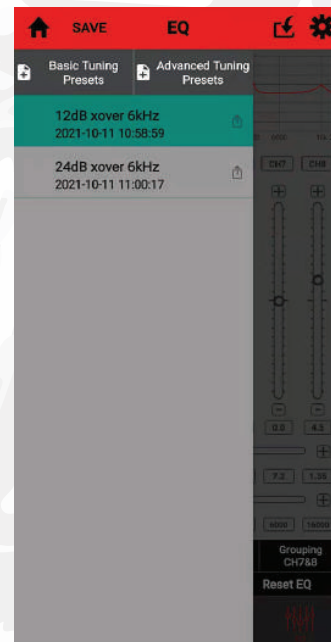 SAVE EQ
Basic Tuning Presets
Advanced Tuning Presets
12dB xover 6kHz
2021-10-11 10:58:59
24dB xover 6kHz
2021-10-11 11:00:17
CH7 CH8
0.0 4.5
7.2
6000 16000
Grouping
CH7&8
Reset EQ